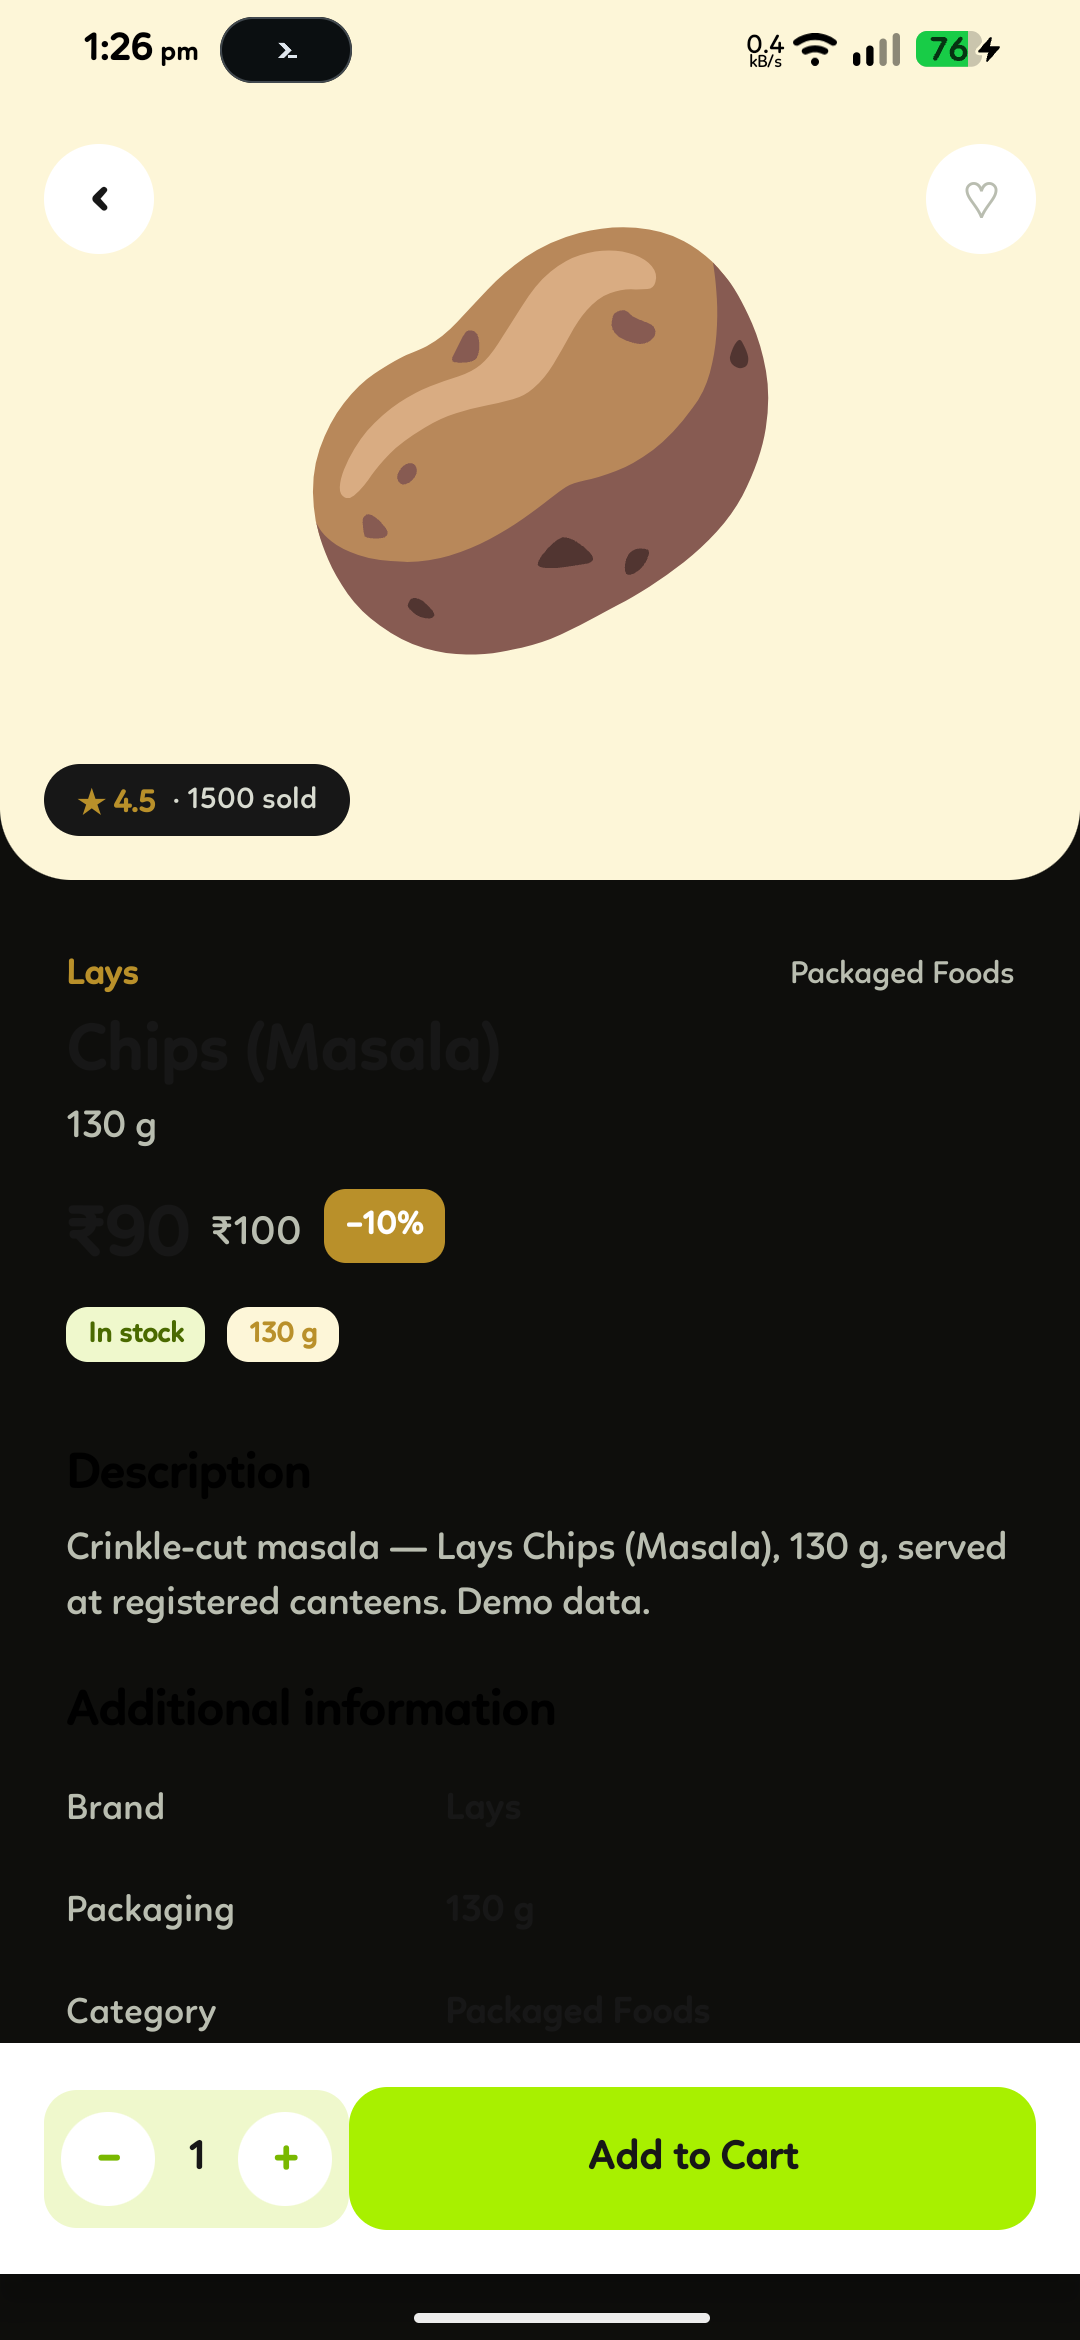 1:26 pm
0.4 kB/s
76
★ 4.5 · 1500 sold
Lays
Packaged Foods
Chips (Masala)
130 g
₹90 ₹100 −10%
In stock 130 g
Description
Crinkle-cut masala — Lays Chips (Masala), 130 g, served
at registered canteens. Demo data.
Additional information
Brand Lays
Packaging 130 g
Category Packaged Foods
− 1 + Add to Cart